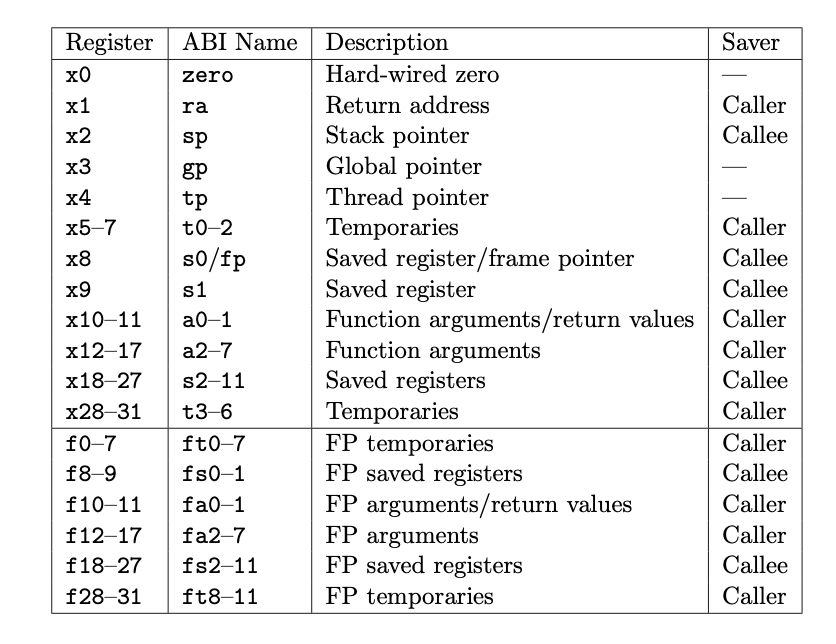 Register ABI Name Description Saver
x0 zero Hard-wired zero —
x1 ra Return address Caller
x2 sp Stack pointer Callee
x3 gp Global pointer —
x4 tp Thread pointer —
x5–7 t0–2 Temporaries Caller
x8 s0/fp Saved register/frame pointer Callee
x9 s1 Saved register Callee
x10–11 a0–1 Function arguments/return values Caller
x12–17 a2–7 Function arguments Caller
x18–27 s2–11 Saved registers Callee
x28–31 t3–6 Temporaries Caller
f0–7 ft0–7 FP temporaries Caller
f8–9 fs0–1 FP saved registers Callee
f10–11 fa0–1 FP arguments/return values Caller
f12–17 fa2–7 FP arguments Caller
f18–27 fs2–11 FP saved registers Callee
f28–31 ft8–11 FP temporaries Caller